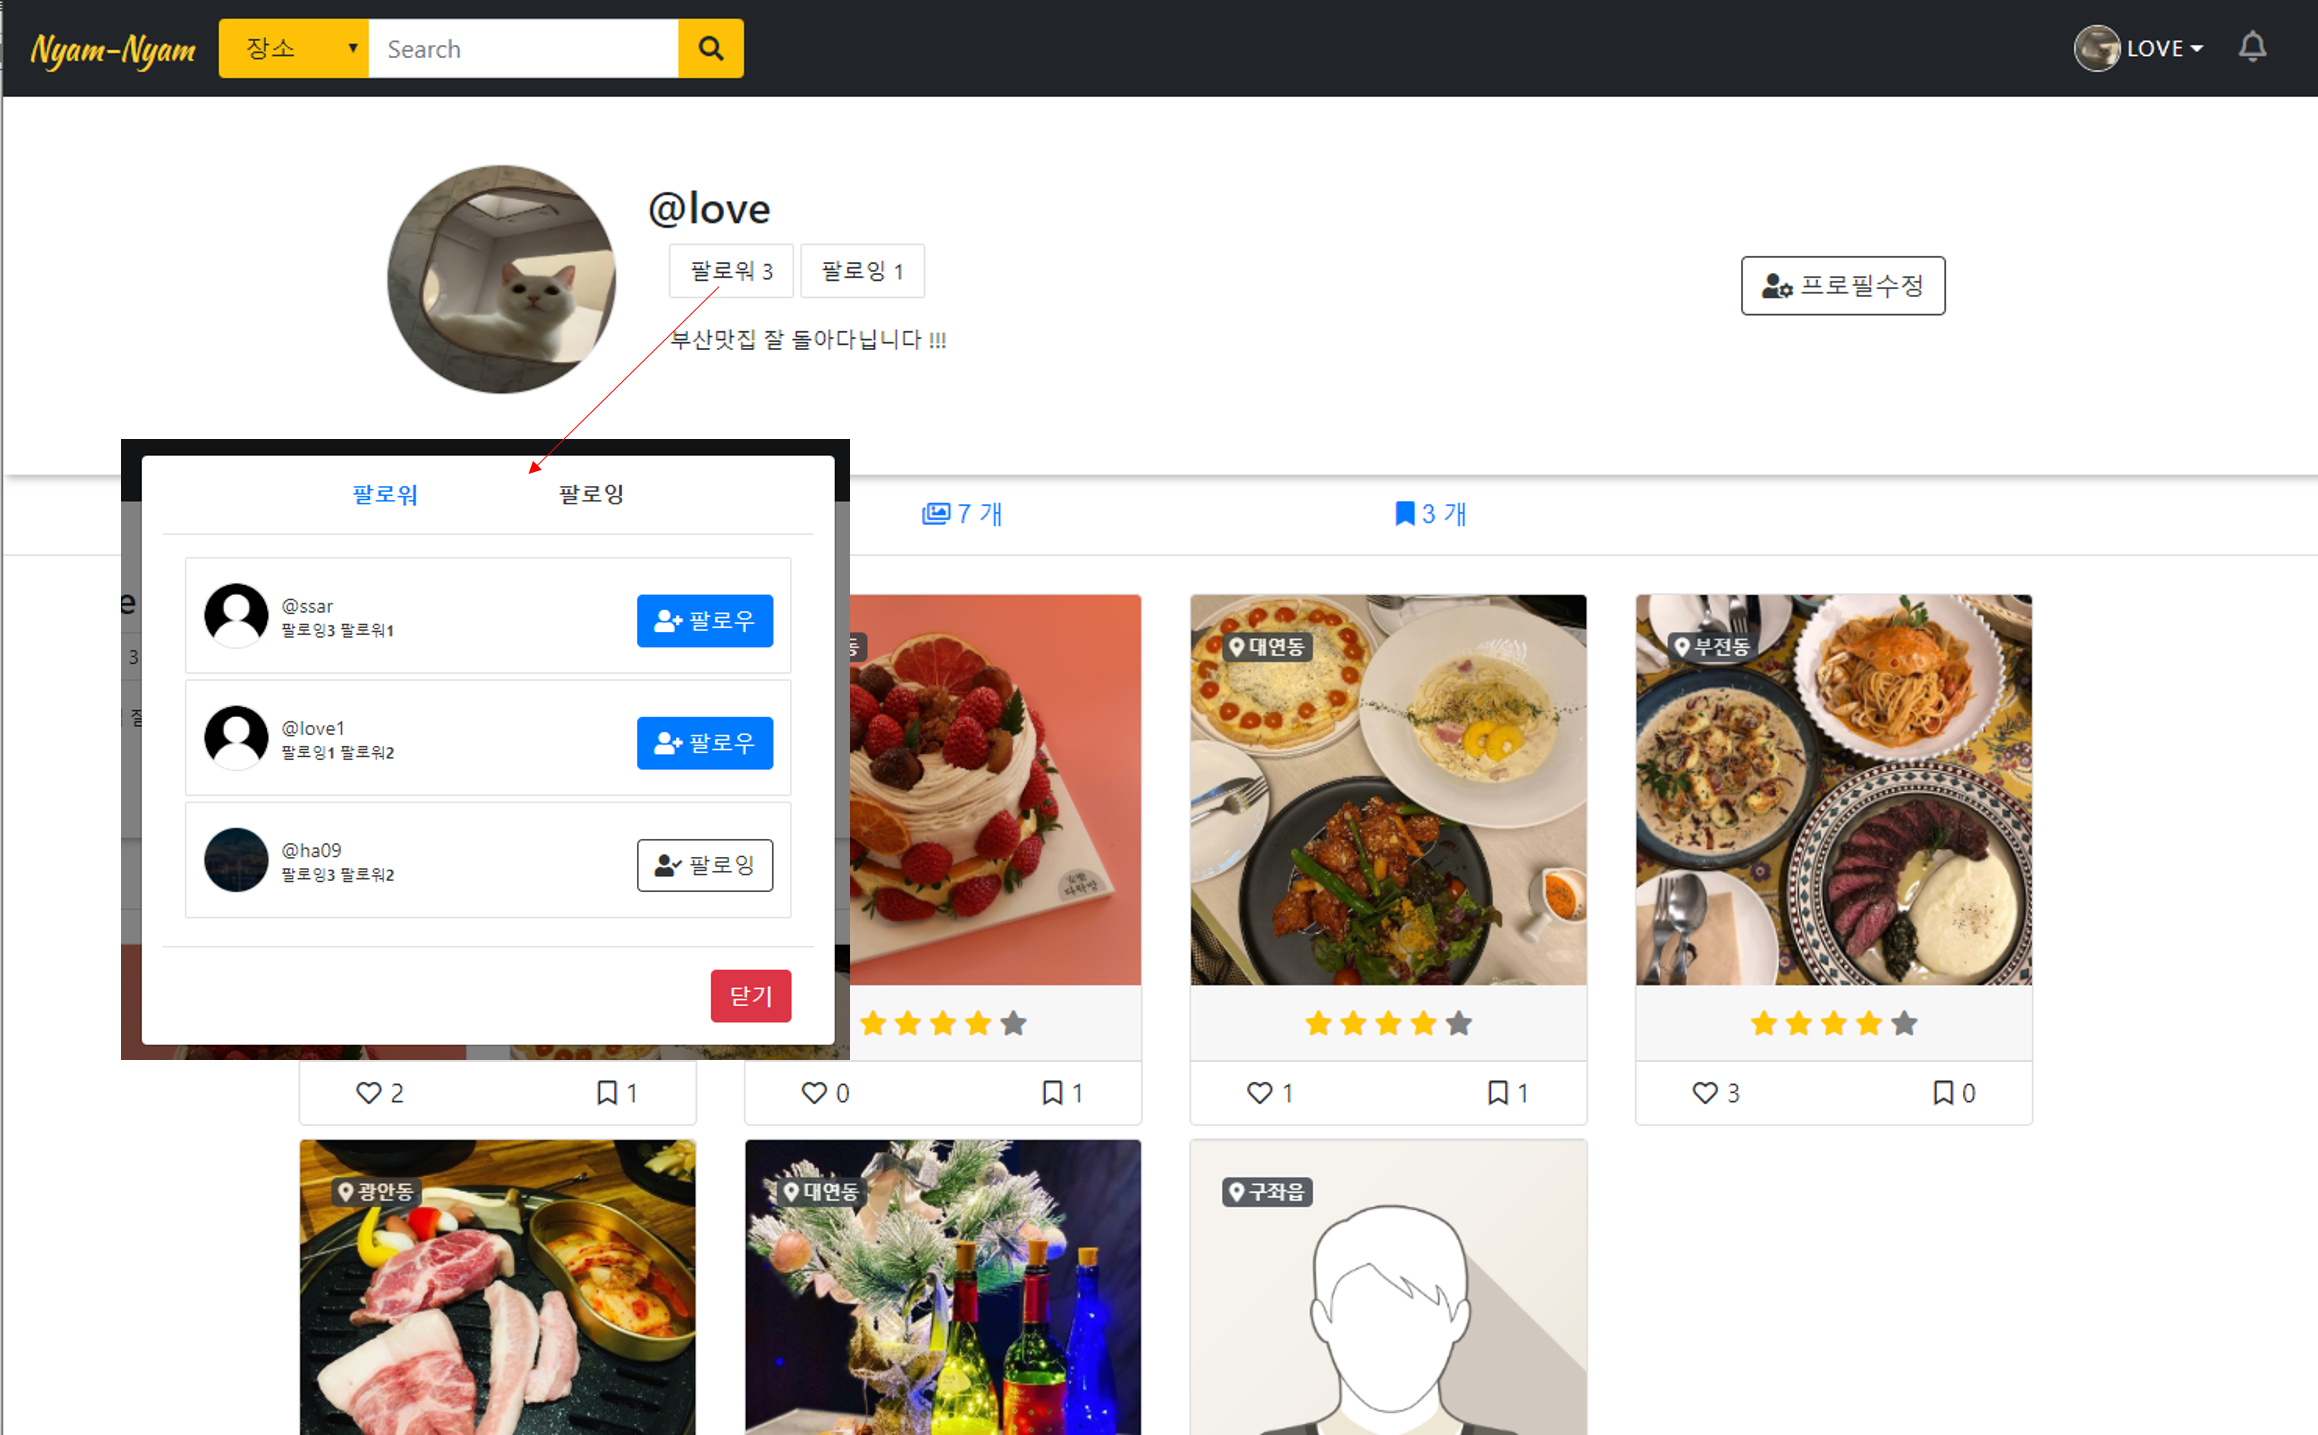 Nyam-Nyam 장소 Search LOVE
@love
팔로워 3 팔로잉 1
프로필수정
부산맛집 잘 돌아다닙니다 !!!
7 개 3 개
팔로워 팔로잉
@ssar
팔로잉3 팔로워1
팔로우
@love1
팔로잉1 팔로워2
팔로우
@ha09
팔로잉3 팔로워2
팔로잉
닫기
e
3
동
대연동
부전동
2 1
0 1
1 1
3 0
광안동
대연동
구좌읍